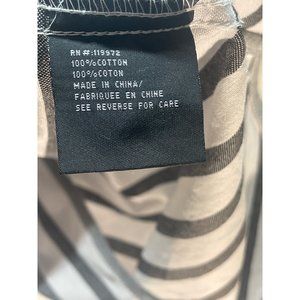 RN#:119972
100%COTTON
100%COTON
MADE IN CHINA/
FABRIQUEE EN CHINE
SEE REVERSE FOR CARE